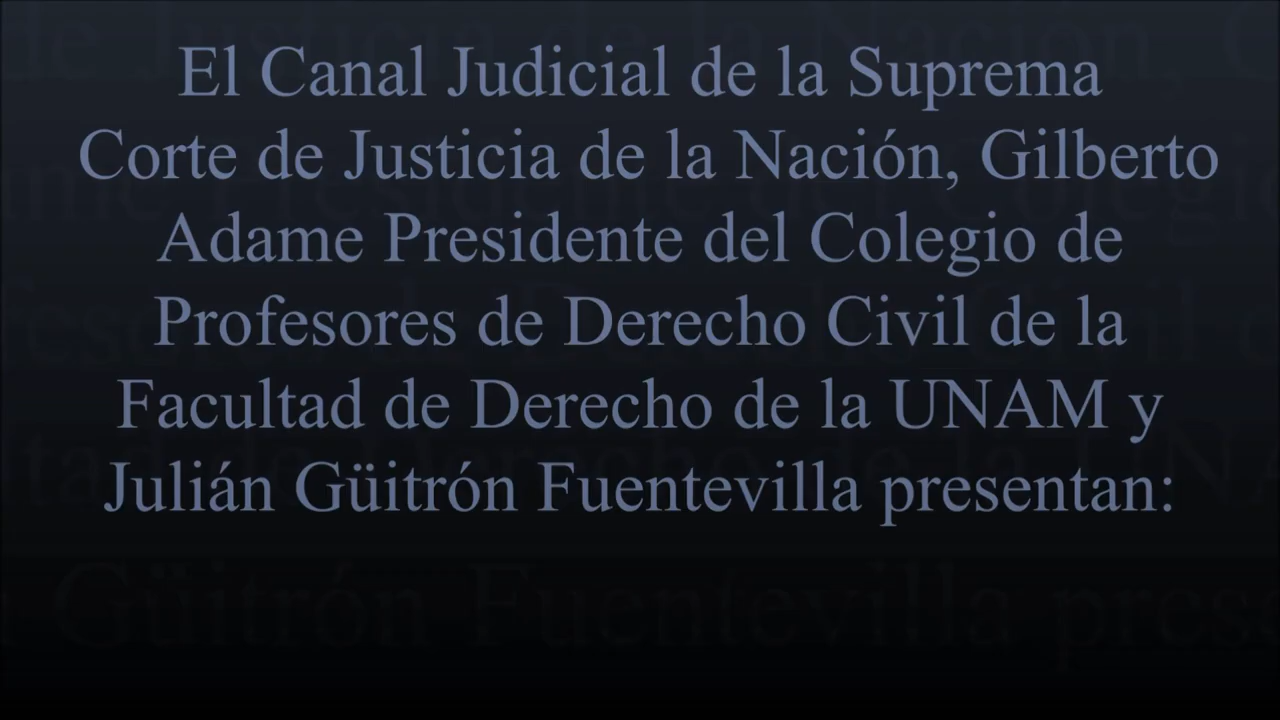 El Canal Judicial de la Suprema
Corte de Justicia de la Nación, Gilberto
Adame Presidente del Colegio de
Profesores de Derecho Civil de la
Facultad de Derecho de la UNAM y
Julián Güitrón Fuentevilla presentan: